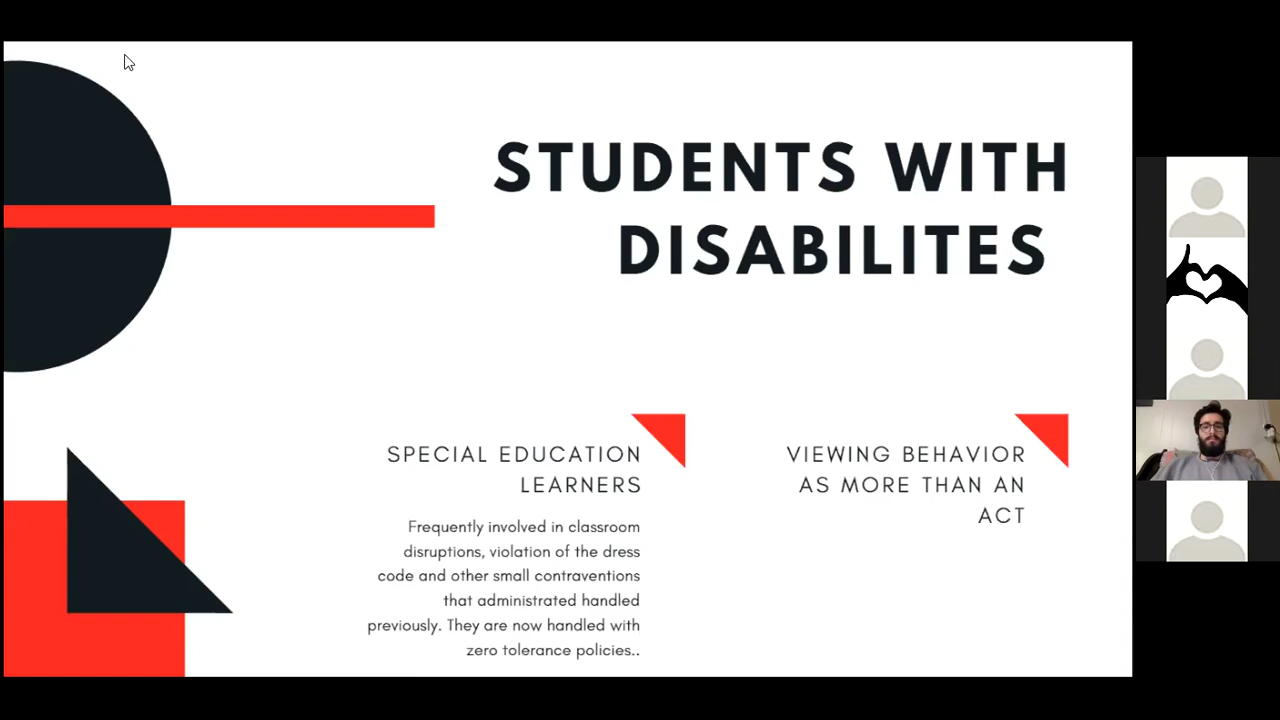 STUDENTS WITH
DISABILITES
SPECIAL EDUCATION
LEARNERS
Frequently involved in classroom
disruptions, violation of the dress
code and other small contraventions
that administrated handled
previously. They are now handled with
zero tolerance policies..
VIEWING BEHAVIOR
AS MORE THAN AN
ACT